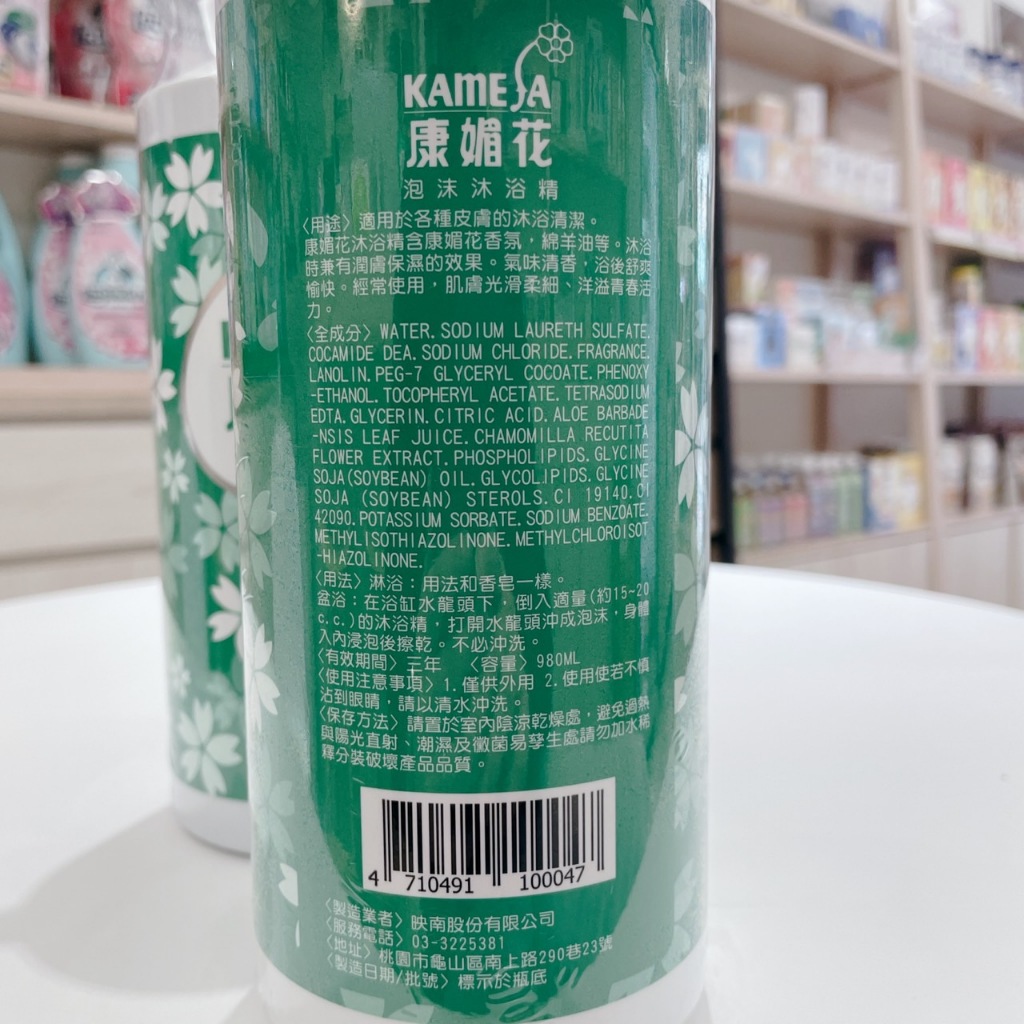 KAMESA
康媚花
泡沫沐浴精
〈用途〉適用於各種皮膚的沐浴清潔。
康媚花沐浴精含康媚花香氛，綿羊油等。沐浴
時兼有潤膚保濕的效果。氣味清香，浴後舒爽
愉快。經常使用，肌膚光滑柔細、洋溢青春活
力。
〈全成分〉WATER. SODIUM LAURETH SULFATE.
COCAMIDE DEA. SODIUM CHLORIDE. FRAGRANCE.
LANOLIN. PEG-7 GLYCERYL COCOATE. PHENOXY
-ETHANOL. TOCOPHERYL ACETATE. TETRASODIUM
EDTA. GLYCERIN. CITRIC ACID. ALOE BARBADE
-NSIS LEAF JUICE. CHAMOMILLA RECUTITA
FLOWER EXTRACT. PHOSPHOLIPIDS. GLYCINE
SOJA(SOYBEAN) OIL. GLYCOLIPIDS. GLYCINE
SOJA (SOYBEAN) STEROLS. CI 19140. CI
42090. POTASSIUM SORBATE. SODIUM BENZOATE.
METHYLISOTHIAZOLINONE. METHYLCHLOROISOT
-HIAZOLINONE.
〈用法〉淋浴：用法和香皂一樣。
盆浴：在浴缸水龍頭下，倒入適量(約15~20
c.c.)的沐浴精，打開水龍頭沖成泡沫，身體
入內浸泡後擦乾。不必沖洗。
〈有效期間〉三年 〈容量〉980ML
〈使用注意事項〉1.僅供外用 2.使用使若不慎
沾到眼睛，請以清水沖洗。
〈保存方法〉請置於室內陰涼乾燥處，避免過熱
與陽光直射、潮濕及黴菌易孳生處請勿加水稀
釋分裝破壞產品品質。
4 710491 100047
〈製造業者〉映南股份有限公司
〈服務電話〉03-3225381
〈地址〉桃園市龜山區南上路290巷23號
〈製造日期/批號〉標示於瓶底